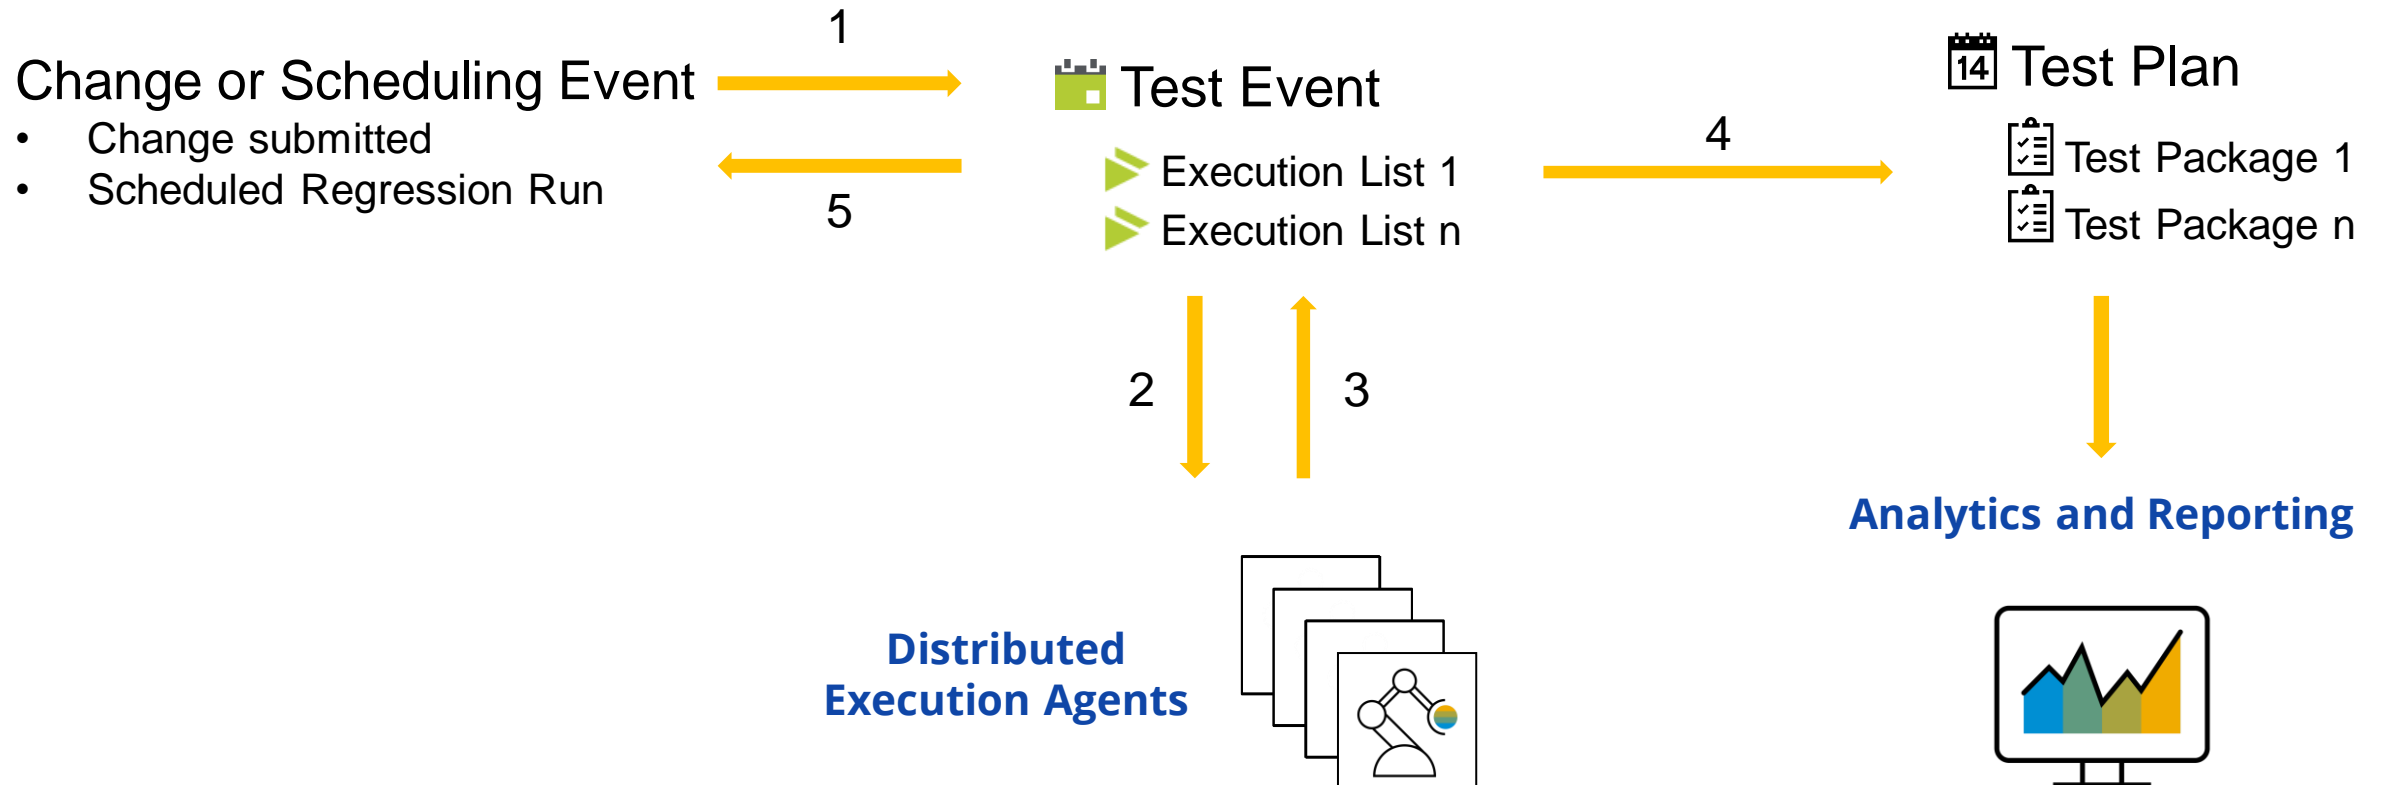 1
Change or Scheduling Event
• Change submitted
• Scheduled Regression Run
5
Test Event
Execution List 1
Execution List n
4
14 Test Plan
Test Package 1
Test Package n
2
3
Analytics and Reporting
Distributed
Execution Agents